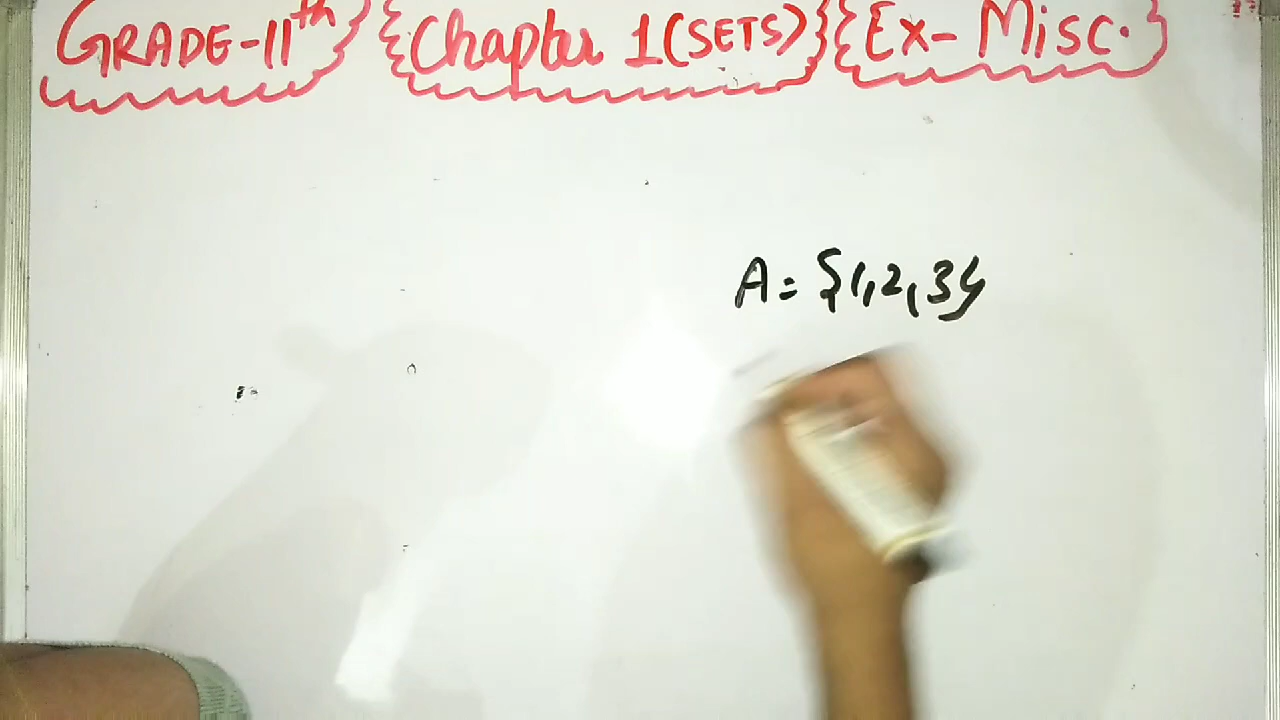 GRADE-11th} {Chapter 1(SETS)} {Ex- Misc.}
A = {1,2,3}